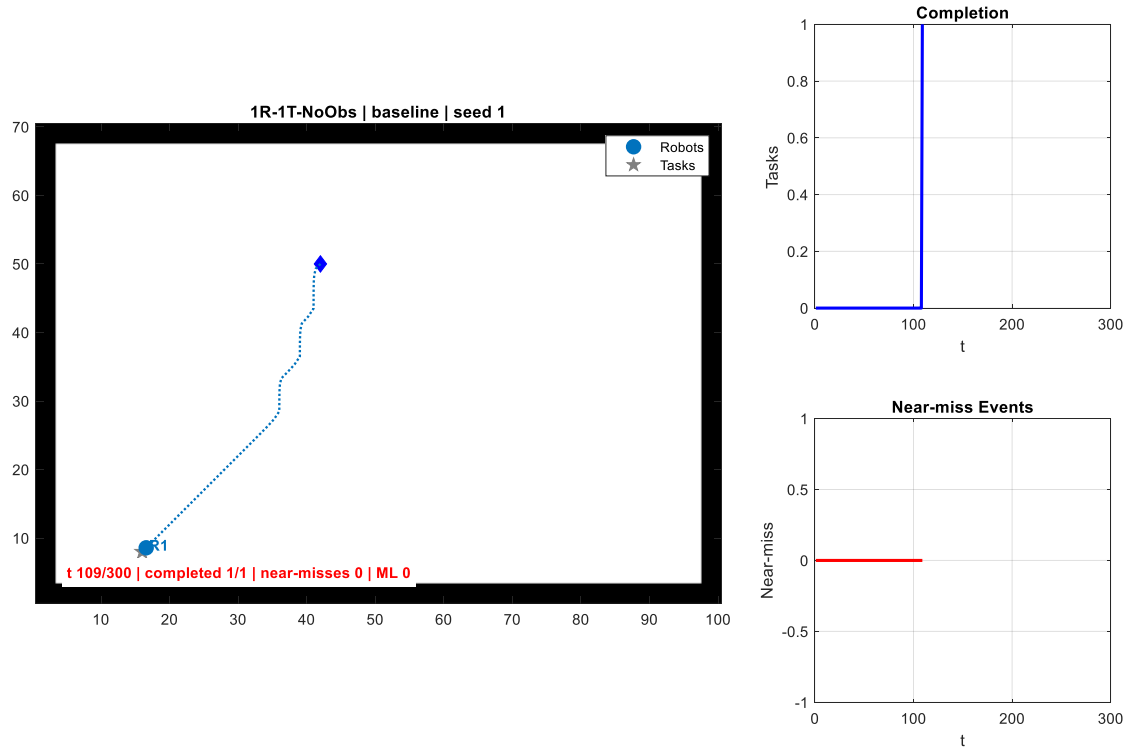 1R-1T-NoObs | baseline | seed 1
70
60
50
40
30
20
10
10 20 30 40 50 60 70 80 90 100
Robots
Tasks
R1
t 109/300 | completed 1/1 | near-misses 0 | ML 0
Completion
Tasks
1
0.8
0.6
0.4
0.2
0
0 100 200 300
t
Near-miss Events
Near-miss
1
0.5
0
-0.5
-1
0 100 200 300
t